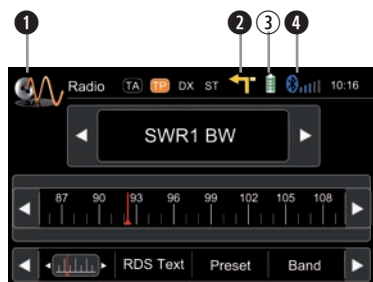 1 2 3 4
Radio TA TP DX ST 10:16
SWR1 BW
87 90 93 96 99 102 105 108
RDS Text Preset Band